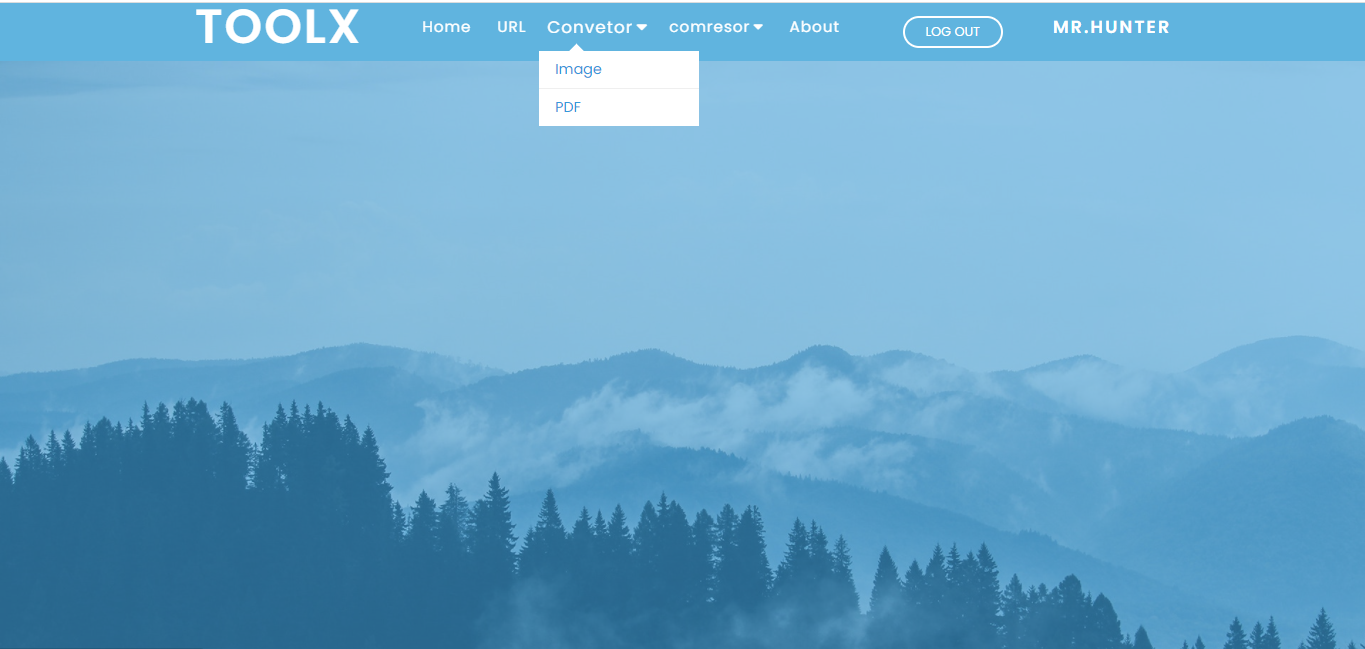 TOOLX
Home
URL
Convetor
comresor
About
LOG OUT
MR.HUNTER
Image
PDF